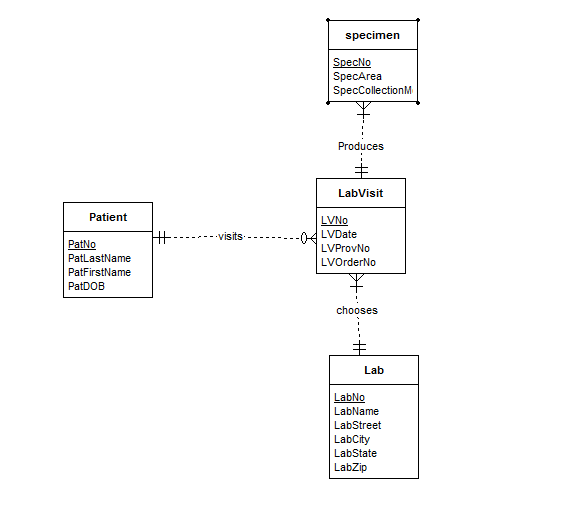 specimen
SpecNo
SpecArea
SpecCollectionM
Produces
LabVisit
LVNo
LVDate
LVProvNo
LVOrderNo
Patient
PatNo
PatLastName
PatFirstName
PatDOB
visits
chooses
Lab
LabNo
LabName
LabStreet
LabCity
LabState
LabZip